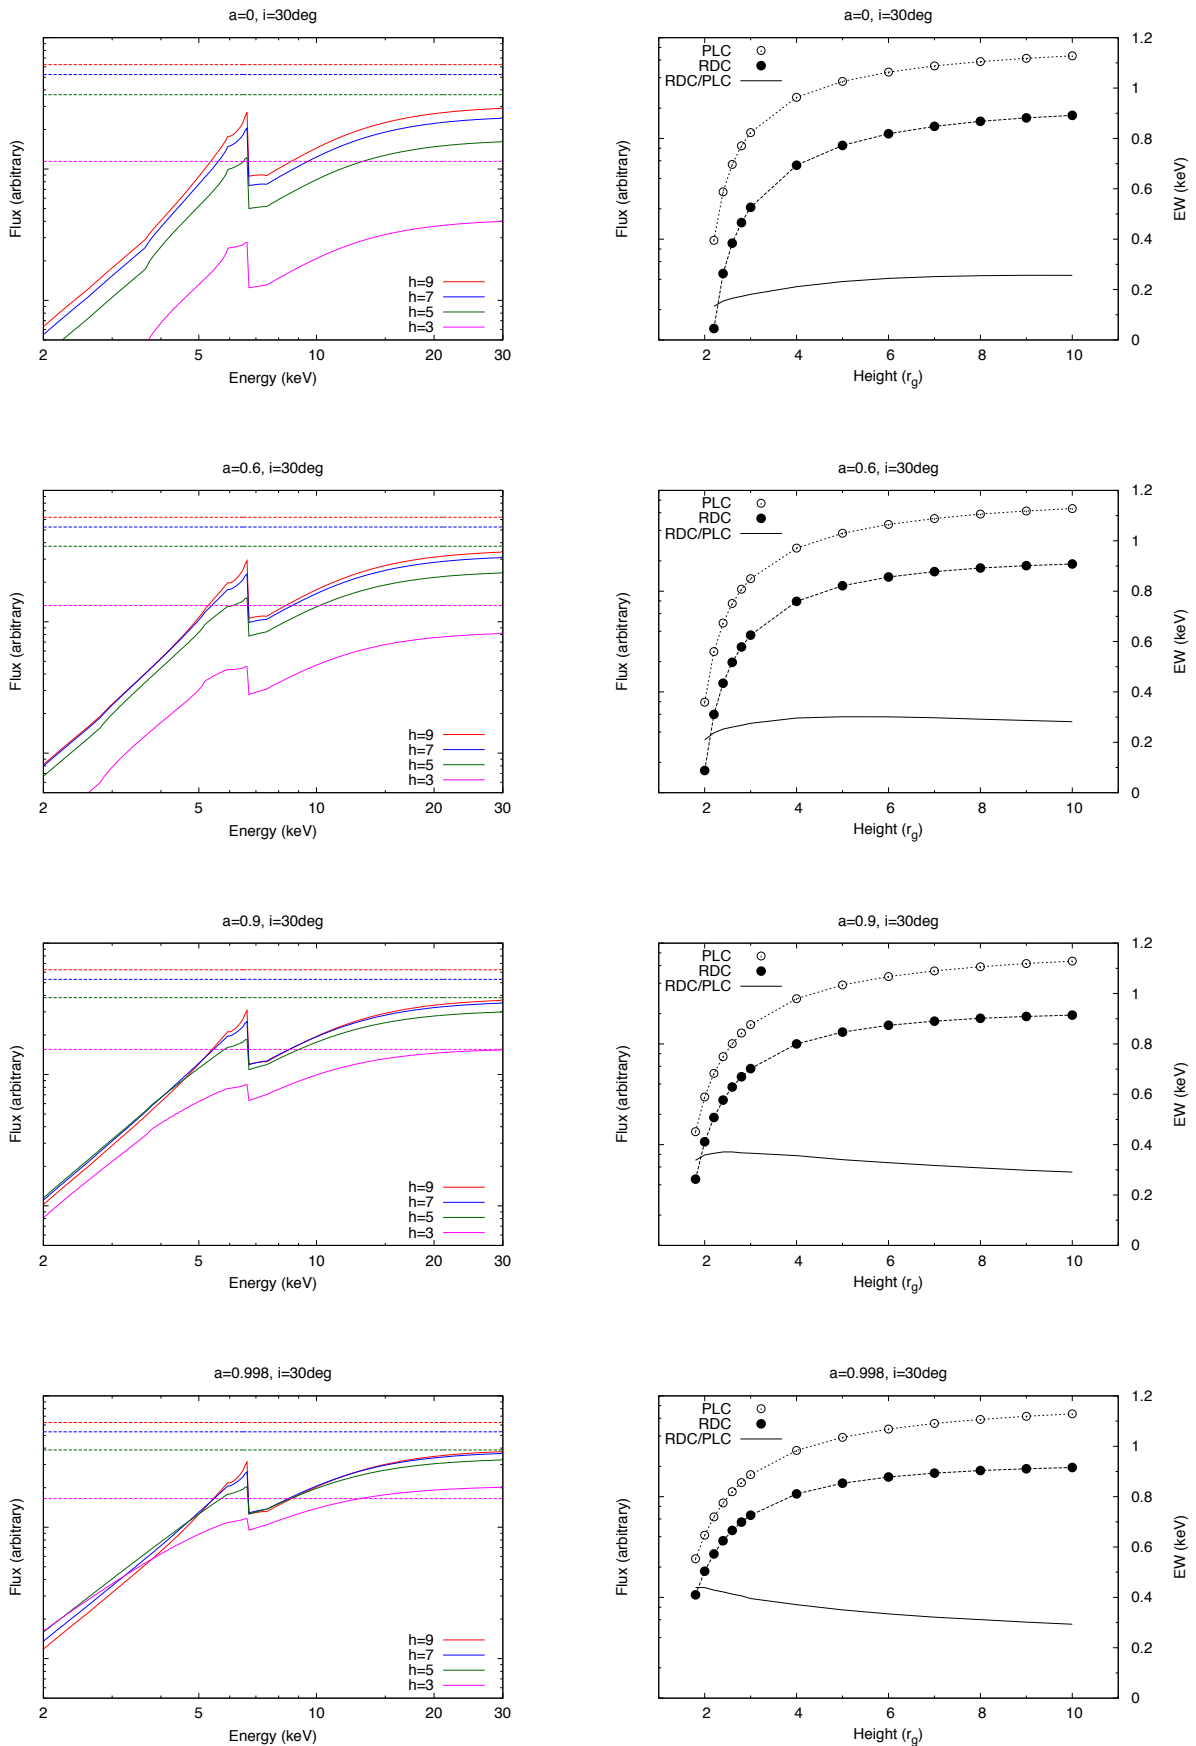 a=0, i=30deg
Flux (arbitrary)
h=9
h=7
h=5
h=3
2 5 10 20 30
Energy (keV)
a=0, i=30deg
PLC
RDC
RDC/PLC
Flux (arbitrary)
1.2
1
0.8
0.6
0.4
0.2
0
EW (keV)
2 4 6 8 10
Height (r_g)
a=0.6, i=30deg
Flux (arbitrary)
h=9
h=7
h=5
h=3
2 5 10 20 30
Energy (keV)
a=0.6, i=30deg
PLC
RDC
RDC/PLC
Flux (arbitrary)
1.2
1
0.8
0.6
0.4
0.2
0
EW (keV)
2 4 6 8 10
Height (r_g)
a=0.9, i=30deg
Flux (arbitrary)
h=9
h=7
h=5
h=3
2 5 10 20 30
Energy (keV)
a=0.9, i=30deg
PLC
RDC
RDC/PLC
Flux (arbitrary)
1.2
1
0.8
0.6
0.4
0.2
0
EW (keV)
2 4 6 8 10
Height (r_g)
a=0.998, i=30deg
Flux (arbitrary)
h=9
h=7
h=5
h=3
2 5 10 20 30
Energy (keV)
a=0.998, i=30deg
PLC
RDC
RDC/PLC
Flux (arbitrary)
1.2
1
0.8
0.6
0.4
0.2
0
EW (keV)
2 4 6 8 10
Height (r_g)